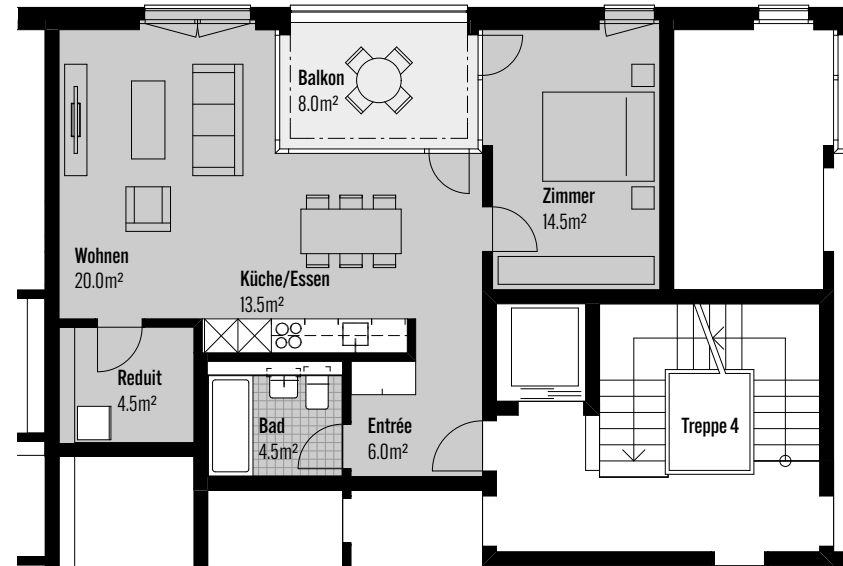 Balkon
8.0m²
Zimmer
14.5m²
Wohnen
20.0m²
Küche/Essen
13.5m²
Reduit
4.5m²
Bad
4.5m²
Entrée
6.0m²
Treppe 4